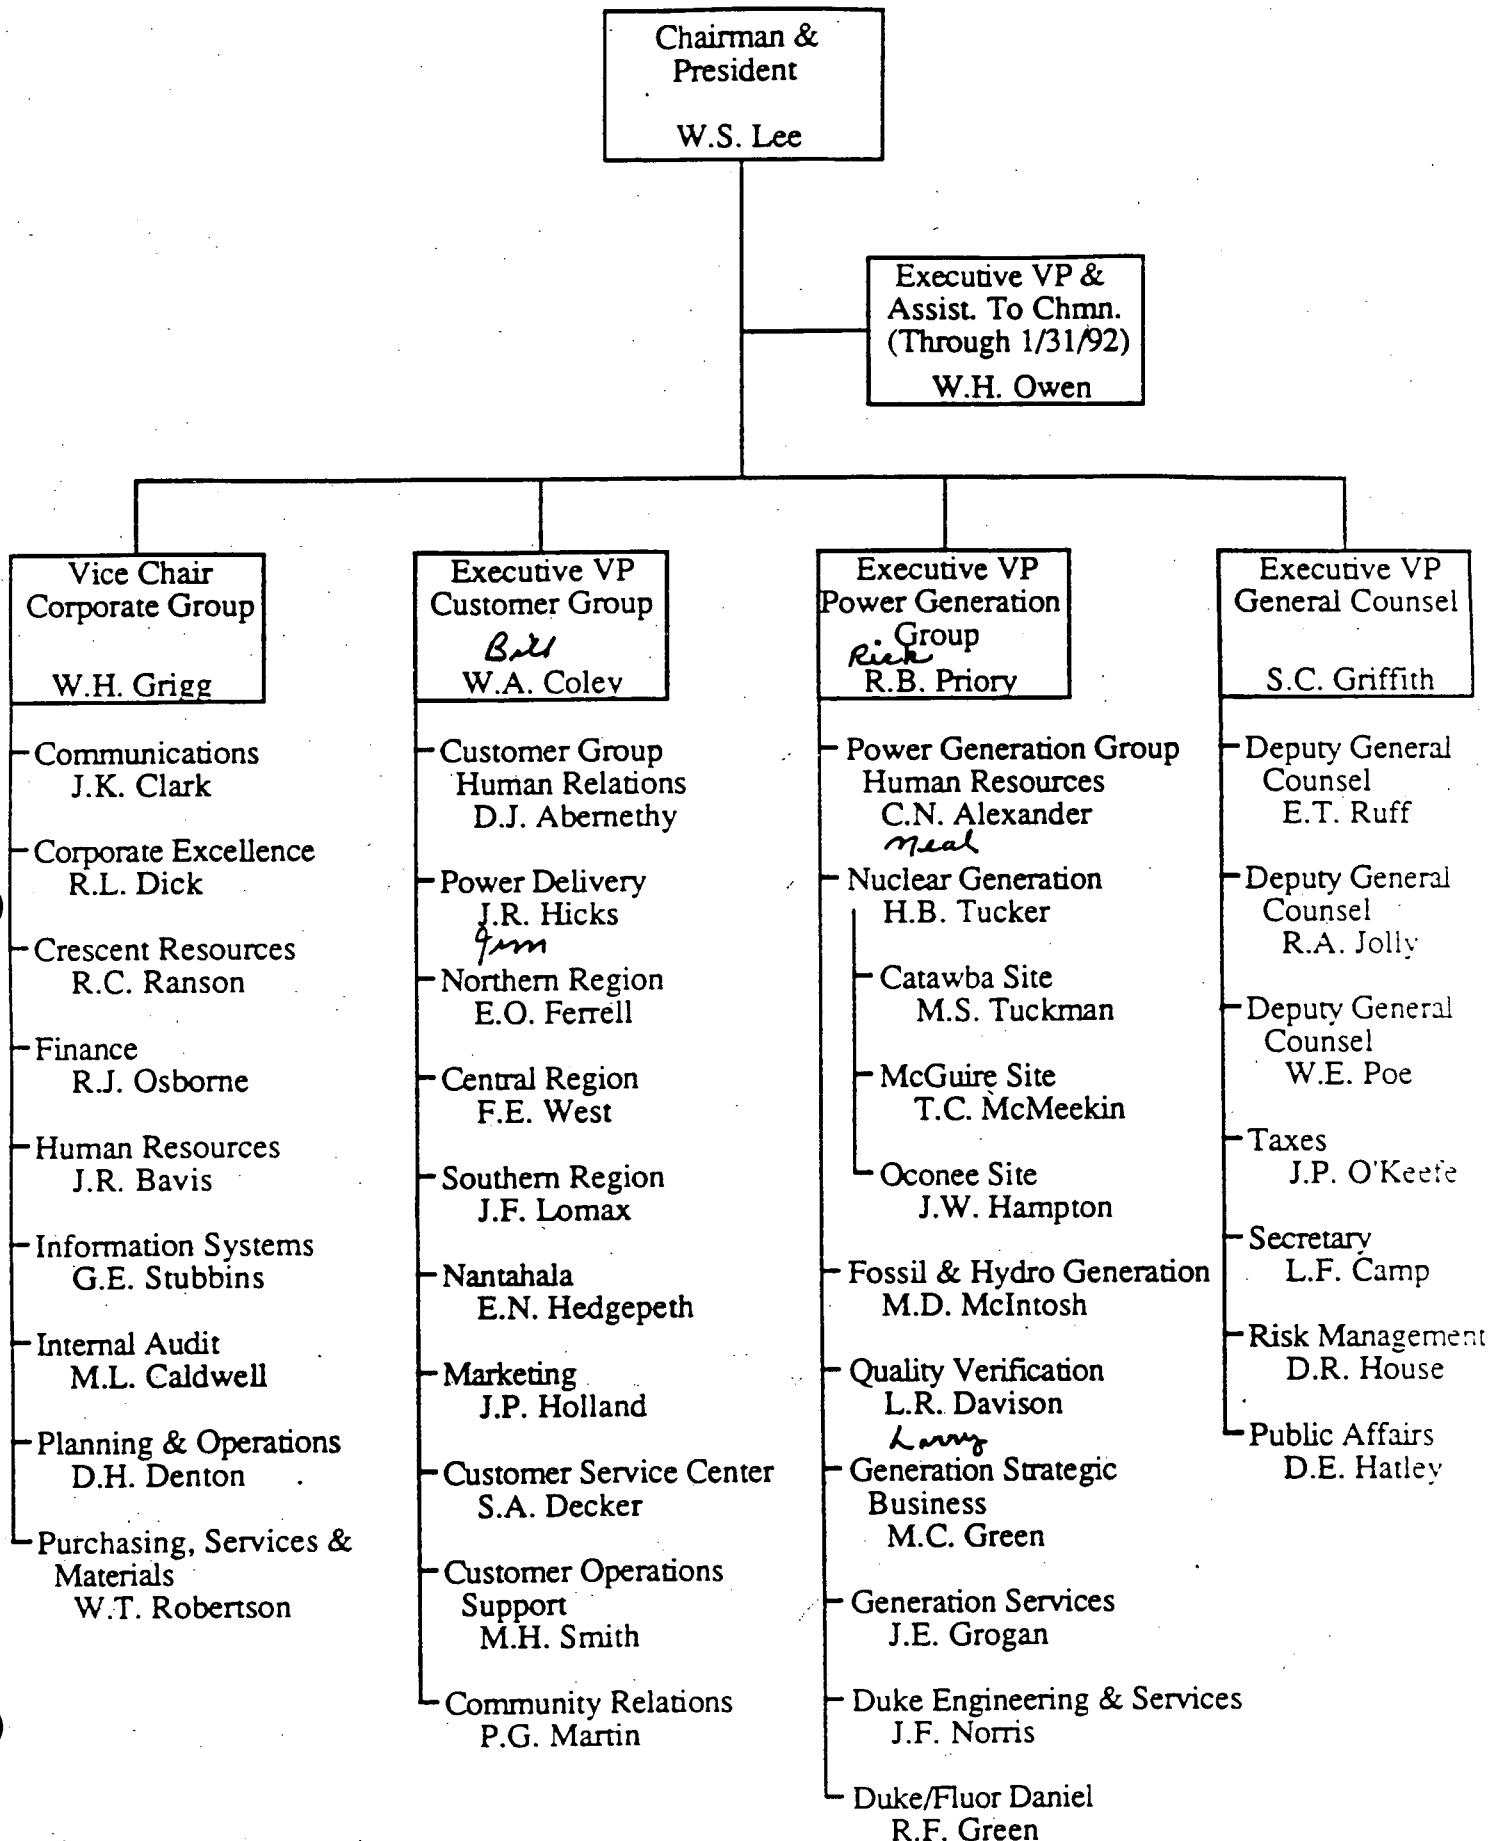 Chairman &
President
W.S. Lee
Executive VP &
Assist. To Chmn.
(Through 1/31/92)
W.H. Owen
Vice Chair
Corporate Group
W.H. Grigg
Communications
J.K. Clark
Corporate Excellence
R.L. Dick
Crescent Resources
R.C. Ranson
Finance
R.J. Osborne
Human Resources
J.R. Bavis
Information Systems
G.E. Stubbins
Internal Audit
M.L. Caldwell
Planning & Operations
D.H. Denton
Purchasing, Services &
Materials
W.T. Robertson
Executive VP
Customer Group
Bill
W.A. Coley
Customer Group
Human Relations
D.J. Abernethy
Power Delivery
J.R. Hicks
Jim
Northern Region
E.O. Ferrell
Central Region
F.E. West
Southern Region
J.F. Lomax
Nantahala
E.N. Hedgepeth
Marketing
J.P. Holland
Customer Service Center
S.A. Decker
Customer Operations
Support
M.H. Smith
Community Relations
P.G. Martin
Executive VP
Power Generation
Group
Rick
R.B. Priory
Power Generation Group
Human Resources
C.N. Alexander
Neal
Nuclear Generation
H.B. Tucker
Catawba Site
M.S. Tuckman
McGuire Site
T.C. McMeekin
Oconee Site
J.W. Hampton
Fossil & Hydro Generation
M.D. McIntosh
Quality Verification
L.R. Davison
Larry
Generation Strategic
Business
M.C. Green
Generation Services
J.E. Grogan
Duke Engineering & Services
J.F. Norris
Duke/Fluor Daniel
R.F. Green
Executive VP
General Counsel
S.C. Griffith
Deputy General
Counsel
E.T. Ruff
Deputy General
Counsel
R.A. Jolly
Deputy General
Counsel
W.E. Poe
Taxes
J.P. O'Keefe
Secretary
L.F. Camp
Risk Management
D.R. House
Public Affairs
D.E. Hatley